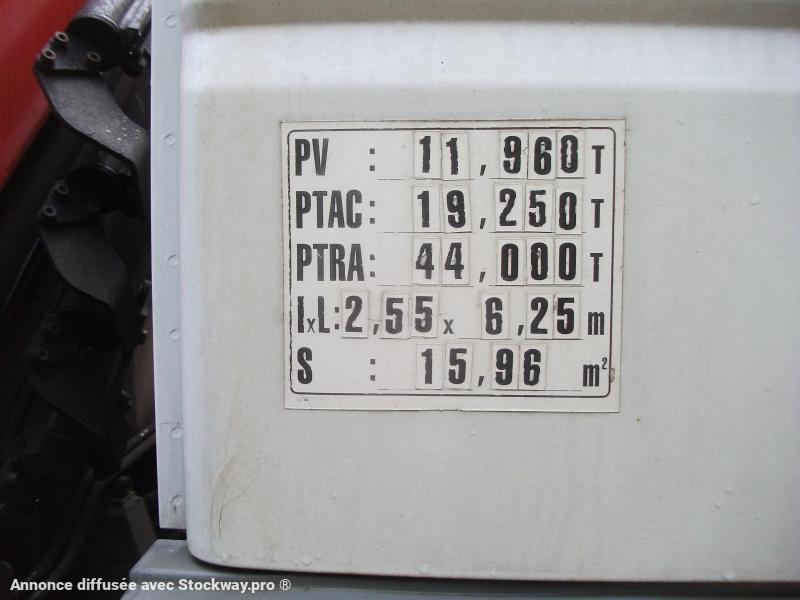 PV : 11,960 T
PTAC: 19,250 T
PTRA: 44,000 T
IxL: 2,55 x 6,25 m
S : 15,96 m²
Annonce diffusée avec Stockway.pro ®